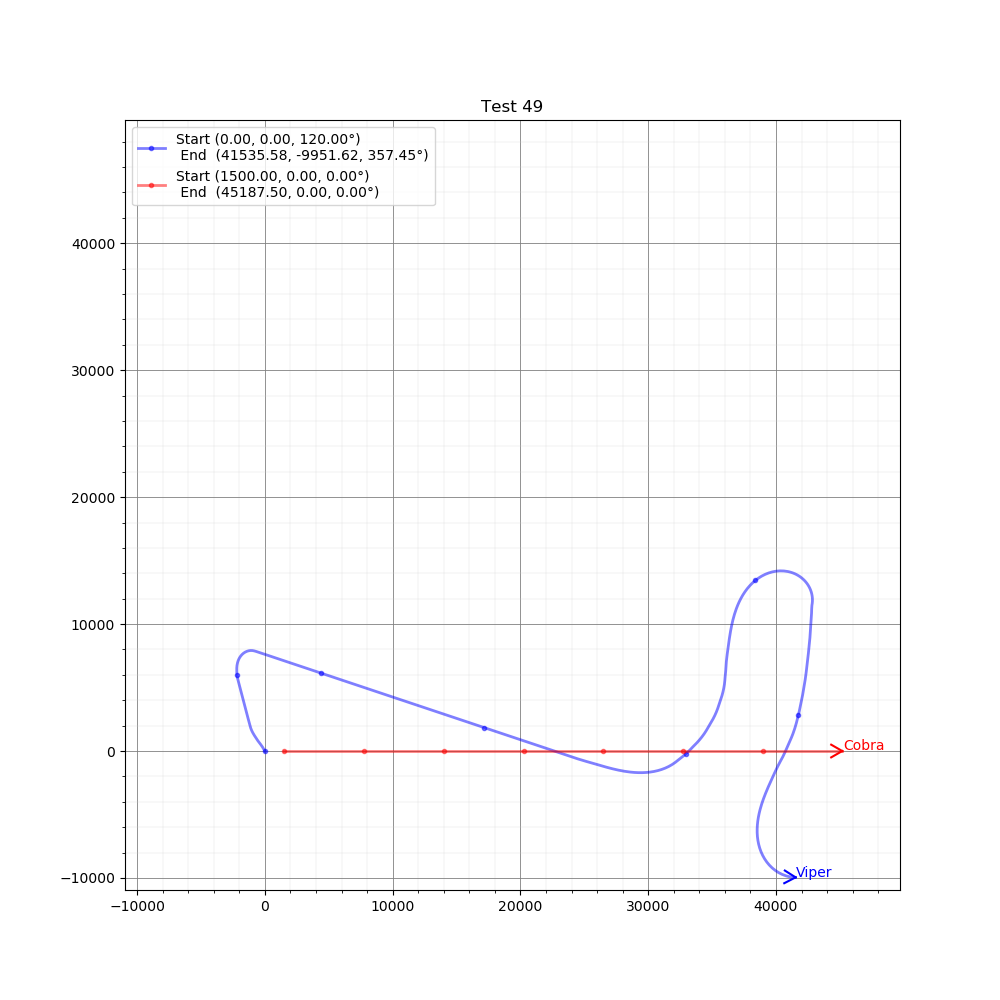 Test 49
Start (0.00, 0.00, 120.00°)
End (41535.58, -9951.62, 357.45°)
Start (1500.00, 0.00, 0.00°)
End (45187.50, 0.00, 0.00°)
40000
30000
20000
10000
0
Cobra
−10000
Viper
−10000 0 10000 20000 30000 40000